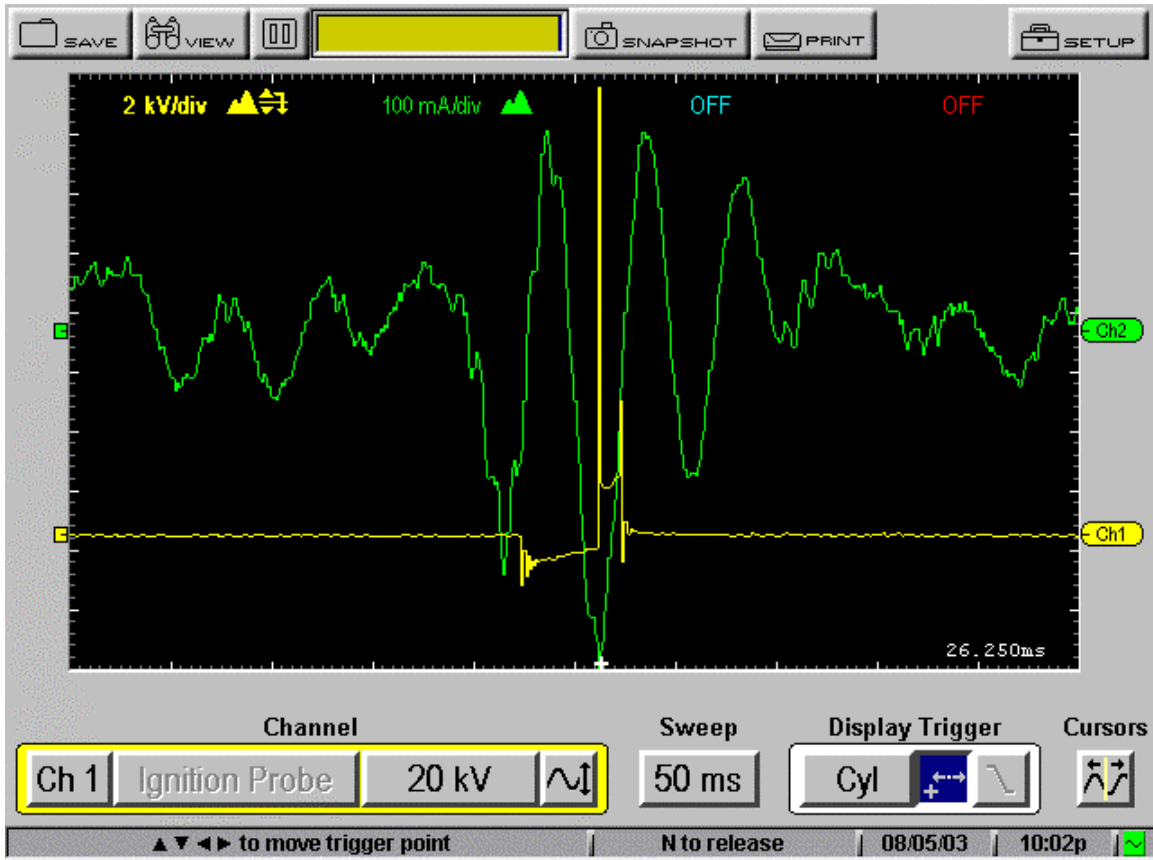 SAVE VIEW SNAPSHOT PRINT SETUP
2 kV/div 100 mA/div OFF OFF
Ch2
Ch1
26.250ms
Channel Sweep Display Trigger Cursors
Ch 1 Ignition Probe 20 kV 50 ms Cyl
▲ ▼ ◄ ► to move trigger point N to release 08/05/03 10:02p